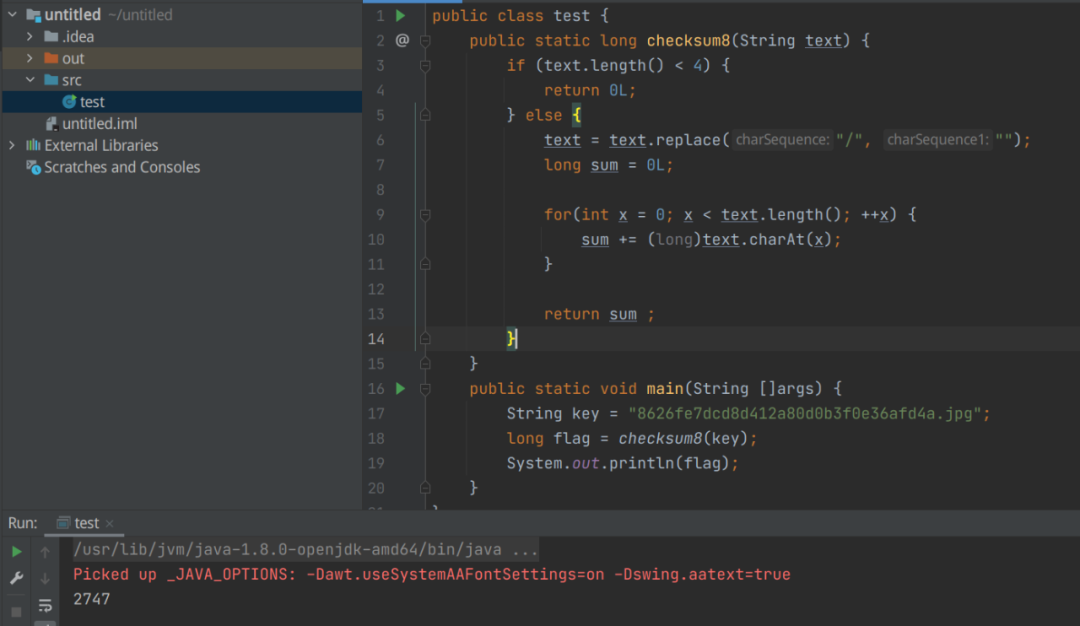 untitled ~/untitled
.idea
out
src
test
untitled.iml
External Libraries
Scratches and Consoles
1 public class test {
2 @ public static long checksum8(String text) {
3 if (text.length() < 4) {
4 return 0L;
5 } else {
6 text = text.replace( charSequence: "/", charSequence1: "");
7 long sum = 0L;
8
9 for(int x = 0; x < text.length(); ++x) {
10 sum += (long)text.charAt(x);
11 }
12
13 return sum ;
14 }
15 }
16 public static void main(String []args) {
17 String key = "8626fe7dcd8d412a80d0b3f0e36afd4a.jpg";
18 long flag = checksum8(key);
19 System.out.println(flag);
20 }
Run: test ×
/usr/lib/jvm/java-1.8.0-openjdk-amd64/bin/java ...
Picked up _JAVA_OPTIONS: -Dawt.useSystemAAFontSettings=on -Dswing.aatext=true
2747